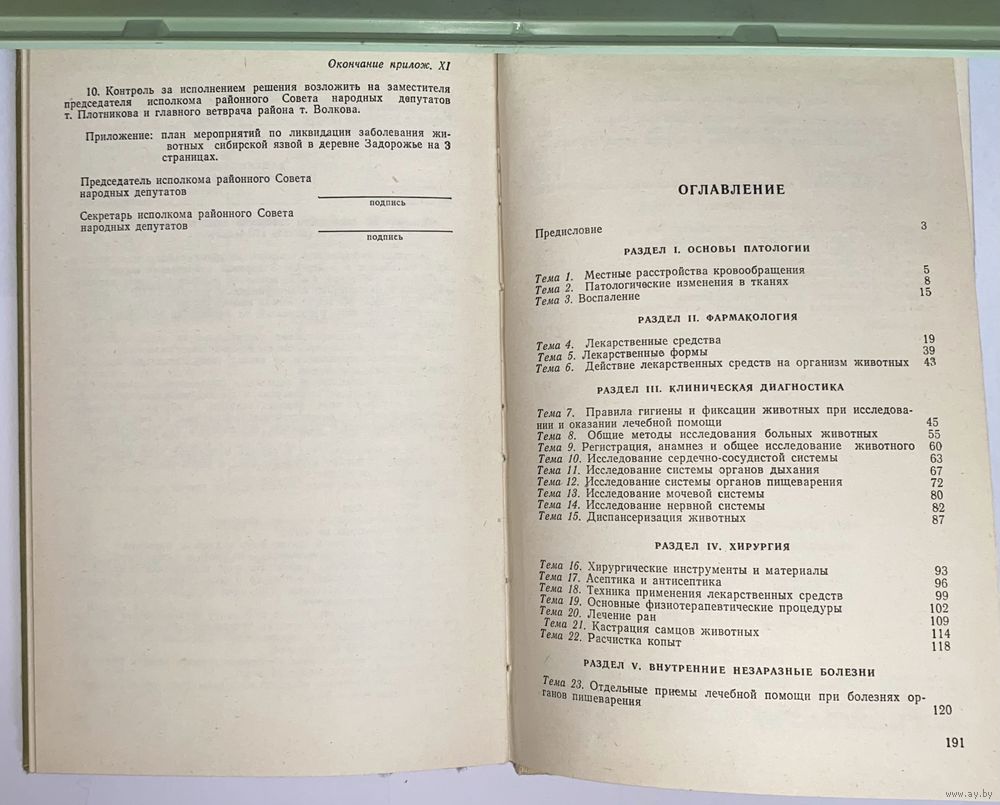 Окончание прилож. XI
10. Контроль за исполнением решения возложить на заместителя
председателя исполкома районного Совета народных депутатов
т. Плотникова и главного ветврача района т. Волкова.
Приложение: план мероприятий по ликвидации заболевания жи-
вотных сибирской язвой в деревне Задорожье на 3
страницах.
Председатель исполкома районного Совета
народных депутатов
подпись
Секретарь исполкома районного Совета
народных депутатов
подпись
ОГЛАВЛЕНИЕ
Предисловие 3
РАЗДЕЛ I. ОСНОВЫ ПАТОЛОГИИ
Тема 1. Местные расстройства кровообращения 5
Тема 2. Патологические изменения в тканях 8
Тема 3. Воспаление 15
РАЗДЕЛ II. ФАРМАКОЛОГИЯ
Тема 4. Лекарственные средства 19
Тема 5. Лекарственные формы 39
Тема 6. Действие лекарственных средств на организм животных 43
РАЗДЕЛ III. КЛИНИЧЕСКАЯ ДИАГНОСТИКА
Тема 7. Правила гигиены и фиксации животных при исследова-
нии и оказании лечебной помощи 45
Тема 8. Общие методы исследования больных животных 55
Тема 9. Регистрация, анамнез и общее исследование животного 60
Тема 10. Исследование сердечно-сосудистой системы 63
Тема 11. Исследование системы органов дыхания 67
Тема 12. Исследование системы органов пищеварения 72
Тема 13. Исследование мочевой системы 80
Тема 14. Исследование нервной системы 82
Тема 15. Диспансеризация животных 87
РАЗДЕЛ IV. ХИРУРГИЯ
Тема 16. Хирургические инструменты и материалы 93
Тема 17. Асептика и антисептика 96
Тема 18. Техника применения лекарственных средств 99
Тема 19. Основные физиотерапевтические процедуры 102
Тема 20. Лечение ран 109
Тема 21. Кастрация самцов животных 114
Тема 22. Расчистка копыт 118
РАЗДЕЛ V. ВНУТРЕННИЕ НЕЗАРАЗНЫЕ БОЛЕЗНИ
Тема 23. Отдельные приемы лечебной помощи при болезнях ор-
ганов пищеварения 120
191
www.ay.by